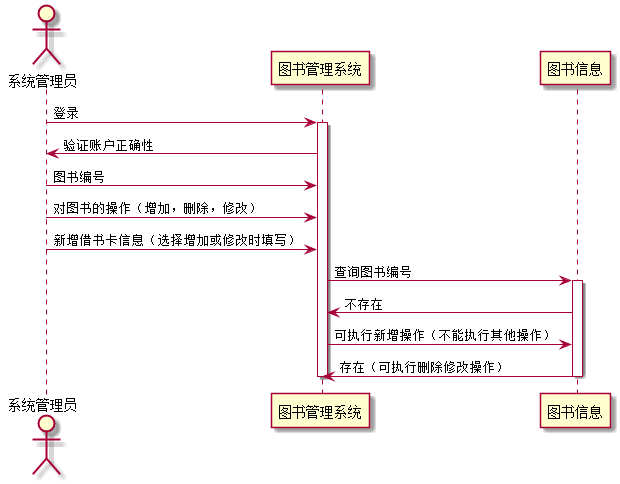 系统管理员
图书管理系统
图书信息
登录
验证账户正确性
图书编号
对图书的操作（增加，删除，修改）
新增借书卡信息（选择增加或修改时填写）
查询图书编号
不存在
可执行新增操作（不能执行其他操作）
存在（可执行删除修改操作）
系统管理员
图书管理系统
图书信息